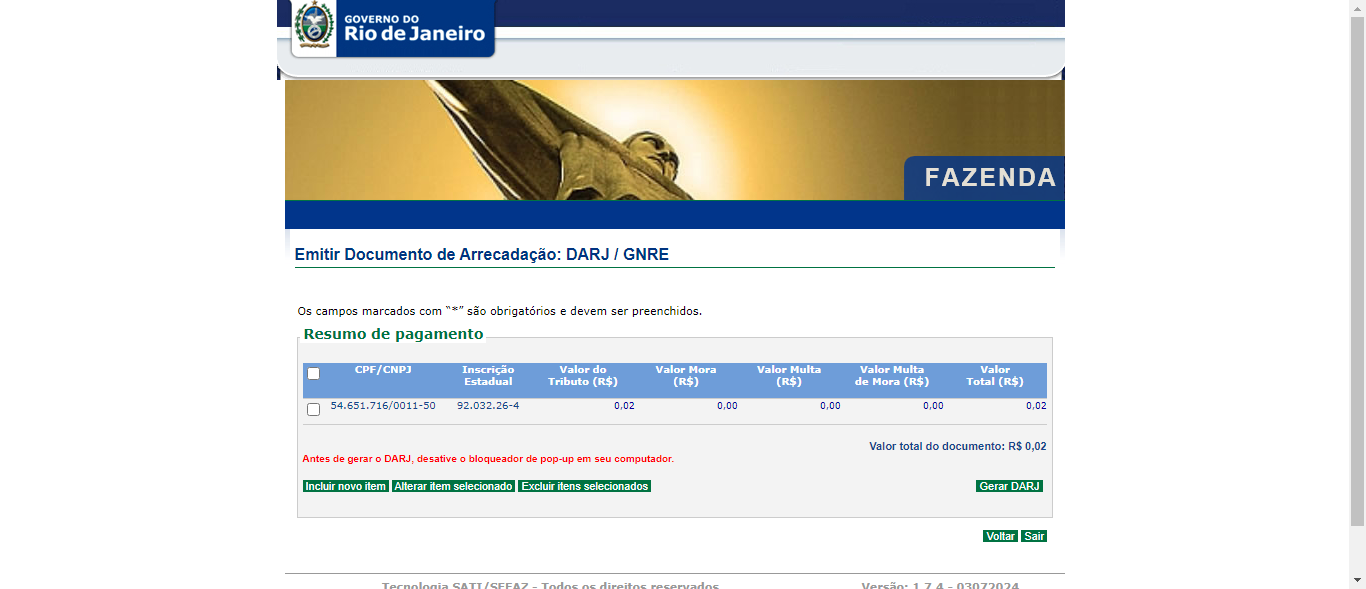 GOVERNO DO
Rio de Janeiro
FAZENDA
Emitir Documento de Arrecadação: DARJ / GNRE
Os campos marcados com “*” são obrigatórios e devem ser preenchidos.
Resumo de pagamento
CPF/CNPJ Inscrição Estadual Valor do Tributo (R$) Valor Mora (R$) Valor Multa (R$) Valor Multa de Mora (R$) Valor Total (R$)
54.651.716/0011-50 92.032.26-4 0,02 0,00 0,00 0,00 0,02
Valor total do documento: R$ 0,02
Antes de gerar o DARJ, desative o bloqueador de pop-up em seu computador.
Incluir novo item Alterar item selecionado Excluir itens selecionados Gerar DARJ
Voltar Sair
Tecnologia SATI/SEFAZ - Todos os direitos reservados Versão: 1.7.4 - 03072024